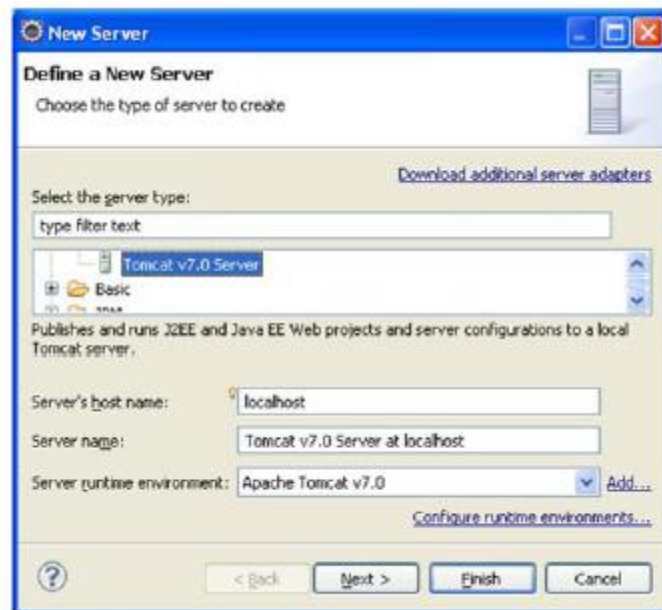 New Server
Define a New Server
Choose the type of server to create
Download additional server adapters
Select the server type:
type filter text
Tomcat v7.0 Server
Basic
Publishes and runs J2EE and Java EE Web projects and server configurations to a local
Tomcat server.
Server's host name: localhost
Server name: Tomcat v7.0 Server at localhost
Server runtime environment: Apache Tomcat v7.0 Add...
Configure runtime environments...
? < Back Next > Finish Cancel